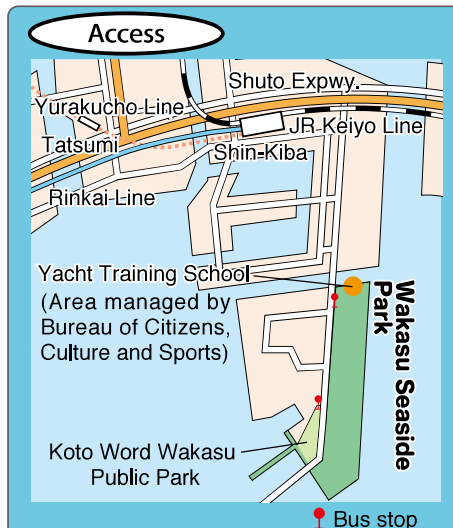 Access
Shuto Expwy.
Yurakucho Line
JR Keiyo Line
Tatsumi
Shin-Kiba
Rinkai Line
Yacht Training School
(Area managed by
Bureau of Citizens,
Culture and Sports)
Wakasu Seaside
Park
Koto Word Wakasu
Public Park
Bus stop